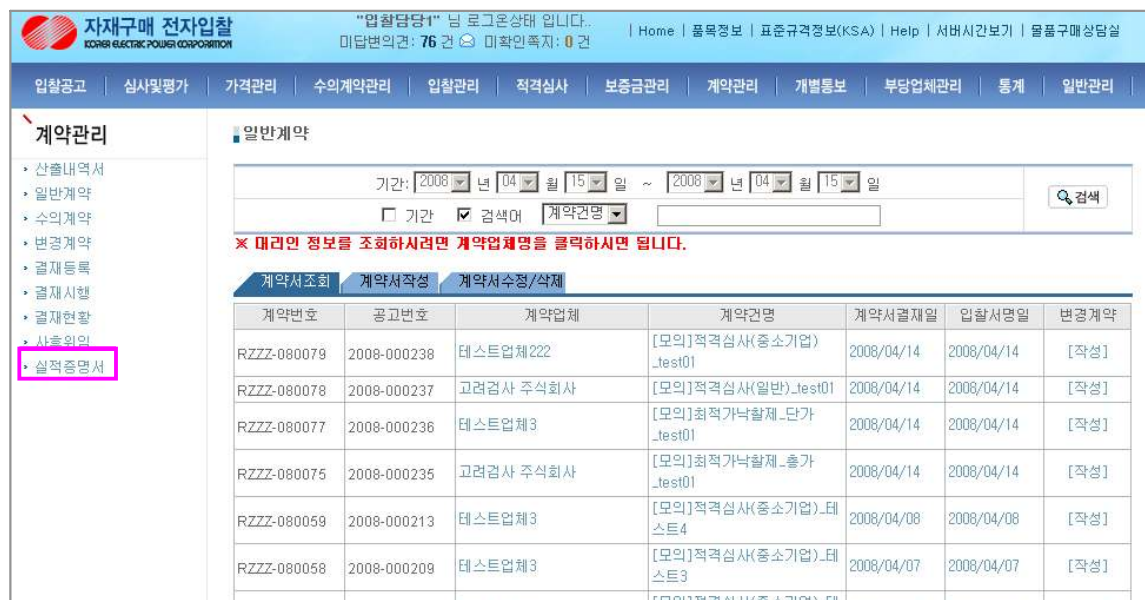 자재구매 전자입찰
KOREA ELECTRIC POWER CORPORATION
"입찰담당1" 님 로그온상태 입니다..
미답변의견: 76 건 미확인쪽지: 0 건
| Home | 품목정보 | 표준규격정보(KSA) | Help | 서버시간보기 | 물품구매상담실
입찰공고 | 심사및평가 | 가격관리 | 수의계약관리 | 입찰관리 | 적격심사 | 보증금관리 | 계약관리 | 개별통보 | 부당업체관리 | 통계 | 일반관리
계약관리
산출내역서
일반계약
수의계약
변경계약
결재등록
결재시행
결재현황
사후위임
실적증명서
일반계약
기간: 2008 년 04 월 15 일 ~ 2008 년 04 월 15 일
기간 검색어 계약건명
검색
※ 대리인 정보를 조회하시려면 계약업체명을 클릭하시면 됩니다.
계약서조회 계약서작성 계약서수정/삭제
계약번호 공고번호 계약업체 계약건명 계약서결재일 입찰서명일 변경계약
RZZZ-080079 2008-000238 테스트업체222 [모의]적격심사(중소기업) 2008/04/14 2008/04/14 [작성]
_test01
RZZZ-080078 2008-000237 고려검사 주식회사 [모의]적격심사(일반)_test01 2008/04/14 2008/04/14 [작성]
RZZZ-080077 2008-000236 테스트업체3 [모의]최적가낙찰제_단가 2008/04/14 2008/04/14 [작성]
_test01
RZZZ-080075 2008-000235 고려검사 주식회사 [모의]최적가낙찰제_총가 2008/04/14 2008/04/14 [작성]
_test01
RZZZ-080059 2008-000213 테스트업체3 [모의]적격심사(중소기업)_테 2008/04/08 2008/04/08 [작성]
스트4
RZZZ-080058 2008-000209 테스트업체3 [모의]적격심사(중소기업)_테 2008/04/07 2008/04/07 [작성]
스트3